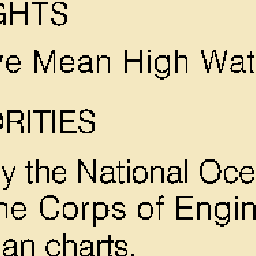 GHTS
ve Mean High Wat
ORITIES
y the National Oce
he Corps of Engin
an charts.